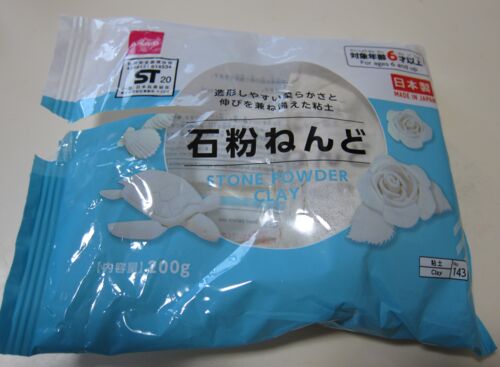 DAISO
ST 20
対象年齢6才以上
For ages 6 and up
日本製
MADE IN JAPAN
造形しやすい柔らかさと
伸びを兼ね備えた粘土
石粉ねんど
STONE POWDER
CLAY
[内容量] 200g
粘土
Clay
No.
143